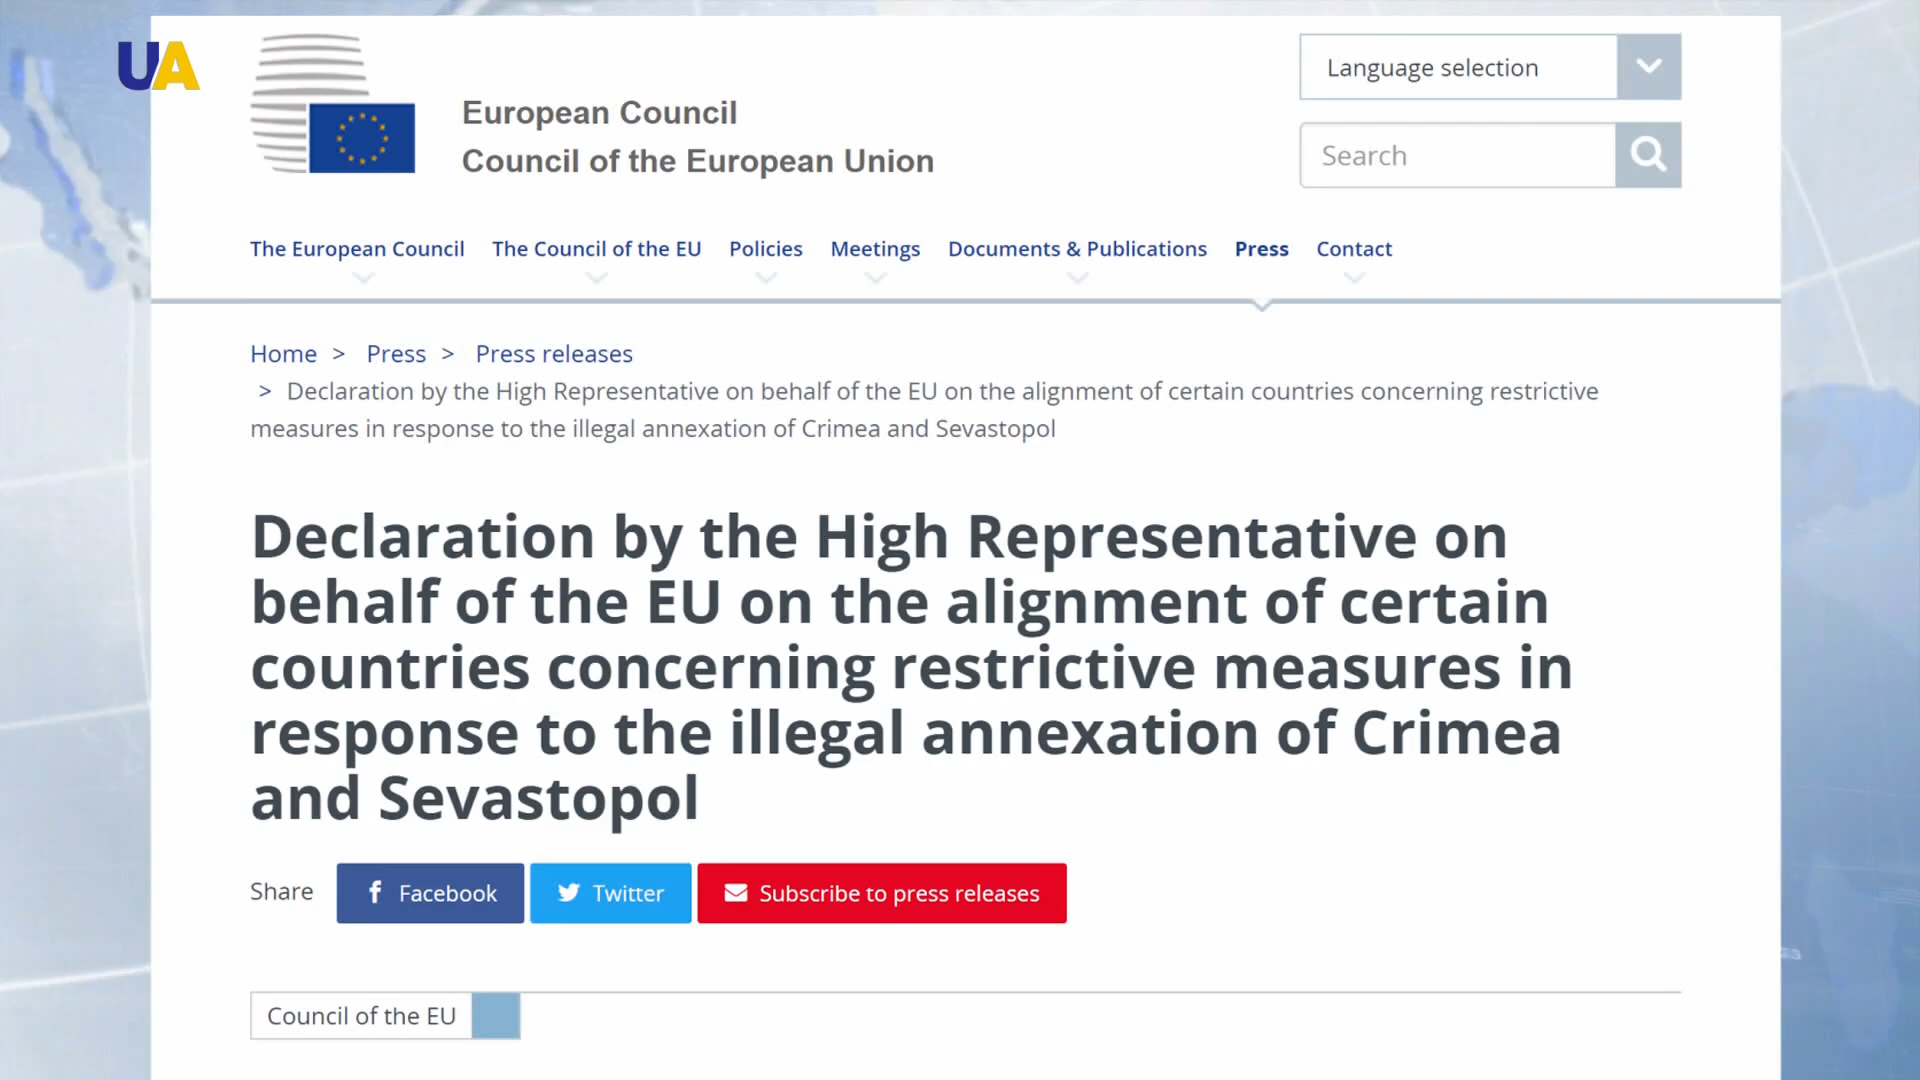 UA
European Council
Council of the European Union
Language selection
Search
The European Council The Council of the EU Policies Meetings Documents & Publications Press Contact
Home > Press > Press releases
> Declaration by the High Representative on behalf of the EU on the alignment of certain countries concerning restrictive
measures in response to the illegal annexation of Crimea and Sevastopol
Declaration by the High Representative on
behalf of the EU on the alignment of certain
countries concerning restrictive measures in
response to the illegal annexation of Crimea
and Sevastopol
Share Facebook Twitter Subscribe to press releases
Council of the EU